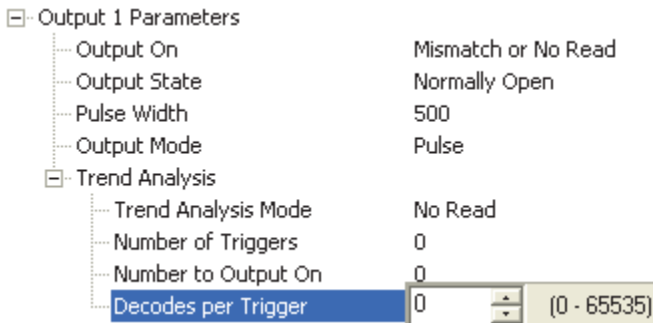 Output 1 Parameters
Output On Mismatch or No Read
Output State Normally Open
Pulse Width 500
Output Mode Pulse
Trend Analysis
Trend Analysis Mode No Read
Number of Triggers 0
Number to Output On 0
Decodes per Trigger 0 (0 - 65535)